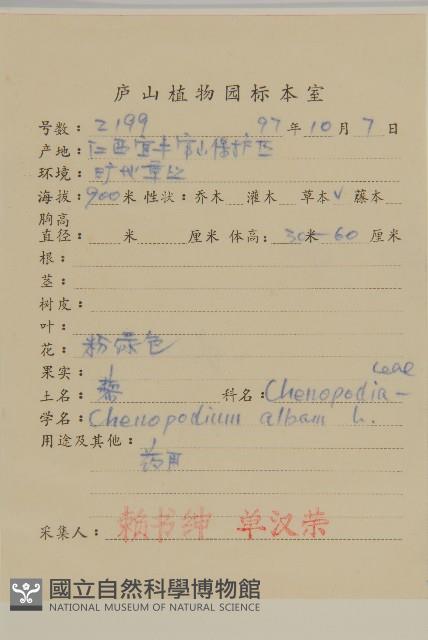 庐山植物园标本室
号数：2199 97年10月7日
产地：江西宜丰官山保护区
环境：旷地草丛
海拔：900米 性状：乔木 灌木 草本√ 藤本
胸高
直径： 米 厘米 体高：30米-60厘米
根：
茎：
树皮：
叶：
花：粉绿色
果实：
土名：藜 科名：Chenopodiaceae
学名：Chenopodium albam L.
用途及其他：
药用
采集人：赖书绅 单汉荣
國立自然科學博物館
NATIONAL MUSEUM OF NATURAL SCIENCE